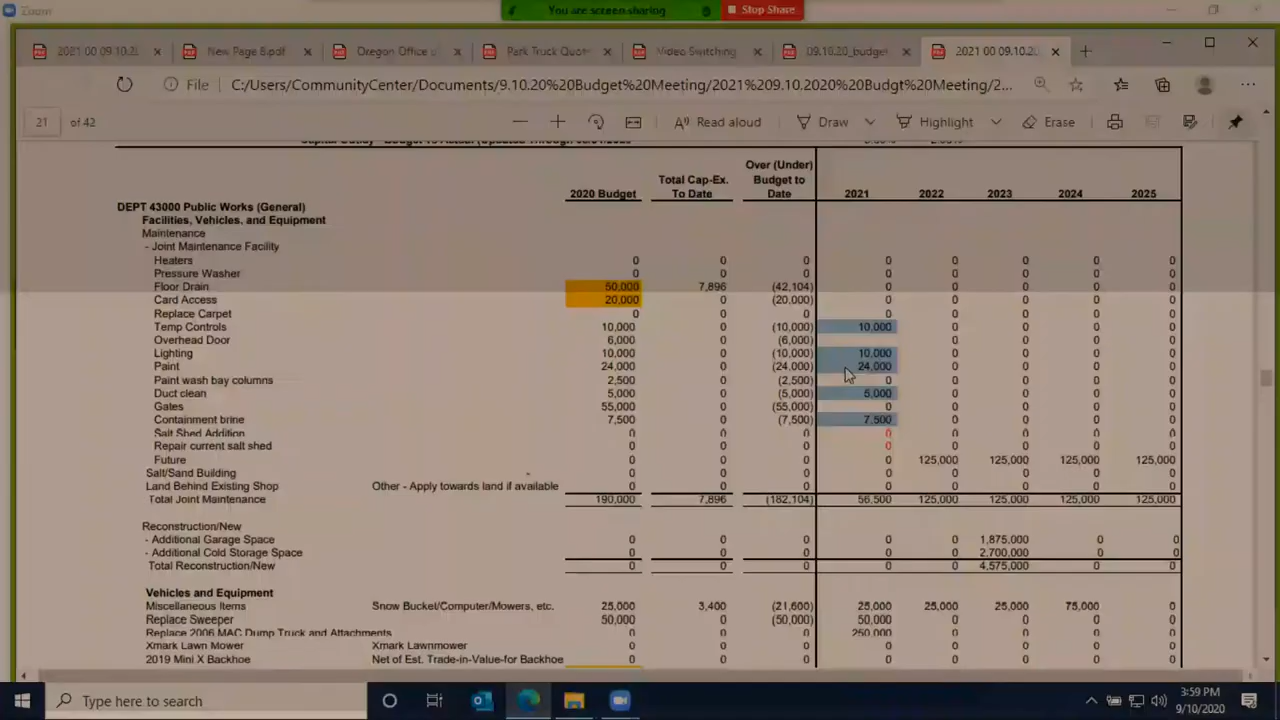 Zoom
You are screen sharing Stop Share
2021 00 09.10.2 New Page B.pdf Oregon Office o Park Truck Quot Video Switching 09.10.20_budget 2021 00 09.10.20
File C:/Users/CommunityCenter/Documents/9.10.20%20Budget%20Meeting/2021%209.10.2020%20Budget%20Meeting/2...
21 of 42 Read aloud Draw Highlight Erase
Over (Under)
Total Cap-Ex. Budget to
2020 Budget To Date Date 2021 2022 2023 2024 2025
DEPT 43000 Public Works (General)
Facilities, Vehicles, and Equipment
Maintenance
- Joint Maintenance Facility
Heaters 0 0 0 0 0 0 0 0
Pressure Washer 0 0 0 0 0 0 0 0
Floor Drain 50,000 7,896 (42,104) 0 0 0 0 0
Card Access 20,000 0 (20,000) 0 0 0 0 0
Replace Carpet 0 0 0 0 0 0 0 0
Temp Controls 10,000 0 (10,000) 10,000 0 0 0 0
Overhead Door 6,000 0 (6,000) 0 0 0 0 0
Lighting 10,000 0 (10,000) 10,000 0 0 0 0
Paint 24,000 0 (24,000) 24,000 0 0 0 0
Paint wash bay columns 2,500 0 (2,500) 0 0 0 0 0
Duct clean 5,000 0 (5,000) 5,000 0 0 0 0
Gates 55,000 0 (55,000) 0 0 0 0 0
Containment brine 7,500 0 (7,500) 7,500 0 0 0 0
Salt Shed Addition 0 0 0 0 0 0 0 0
Repair current salt shed 0 0 0 0 0 0 0 0
Future 0 0 0 0 125,000 125,000 125,000 125,000
Salt/Sand Building 0 0 0 0 0 0 0 0
Land Behind Existing Shop Other - Apply towards land if available 0 0 0 0 0 0 0 0
Total Joint Maintenance 190,000 7,896 (182,104) 56,500 125,000 125,000 125,000 125,000
Reconstruction/New
- Additional Garage Space 0 0 0 0 0 1,875,000 0 0
- Additional Cold Storage Space 0 0 0 0 0 2,700,000 0 0
Total Reconstruction/New 0 0 0 0 0 4,575,000 0 0
Vehicles and Equipment
Miscellaneous Items Snow Bucket/Computer/Mowers, etc. 25,000 3,400 (21,600) 25,000 25,000 25,000 75,000 0
Replace Sweeper 50,000 0 (50,000) 50,000 0 0 0 0
Replace 2006 MAC Dump Truck and Attachments 0 0 0 250,000 0 0 0 0
Xmark Lawn Mower Xmark Lawnmower 0 0 0 0 0 0 0 0
2019 Mini X Backhoe Net of Est. Trade-in-Value-for Backhoe 0 0 0 0 0 0 0 0
Type here to search 3:59 PM
9/10/2020